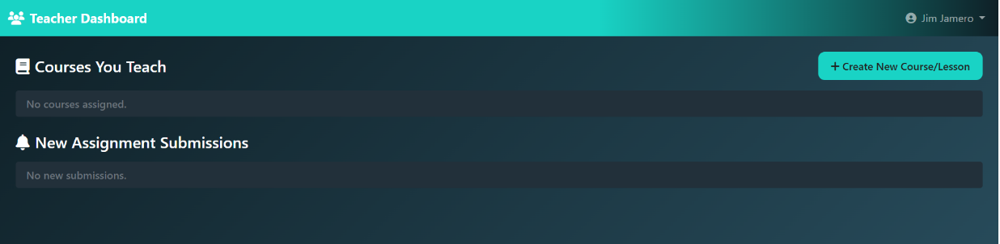 Teacher Dashboard
Jim Jamero
Courses You Teach
+ Create New Course/Lesson
No courses assigned.
New Assignment Submissions
No new submissions.